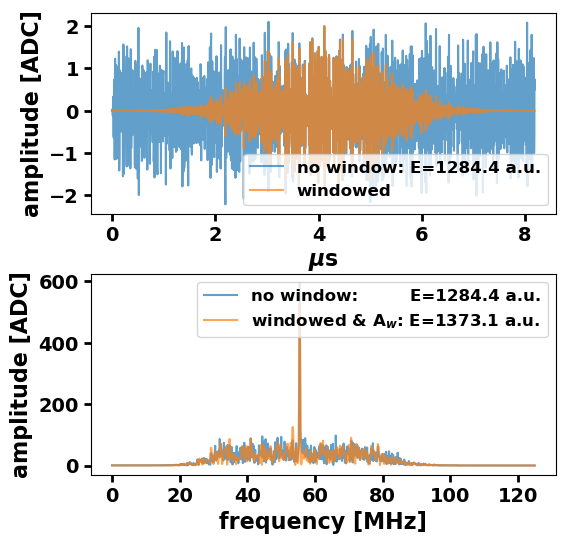 amplitude [ADC]
2
1
0
−1
−2
no window: E=1284.4 a.u.
windowed
0 2 4 6 8
μs
amplitude [ADC]
600
400
200
0
no window: E=1284.4 a.u.
windowed & A_w: E=1373.1 a.u.
0 20 40 60 80 100 120
frequency [MHz]